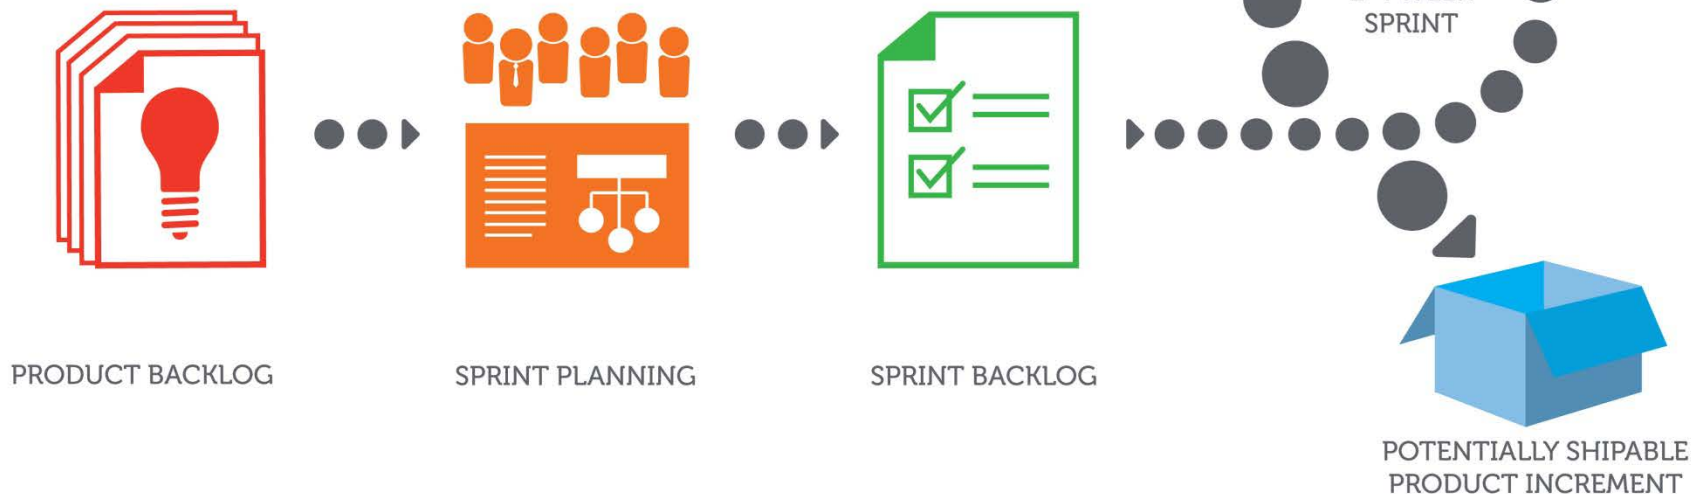 SPRINT
PRODUCT BACKLOG
SPRINT PLANNING
SPRINT BACKLOG
POTENTIALLY SHIPABLE
PRODUCT INCREMENT